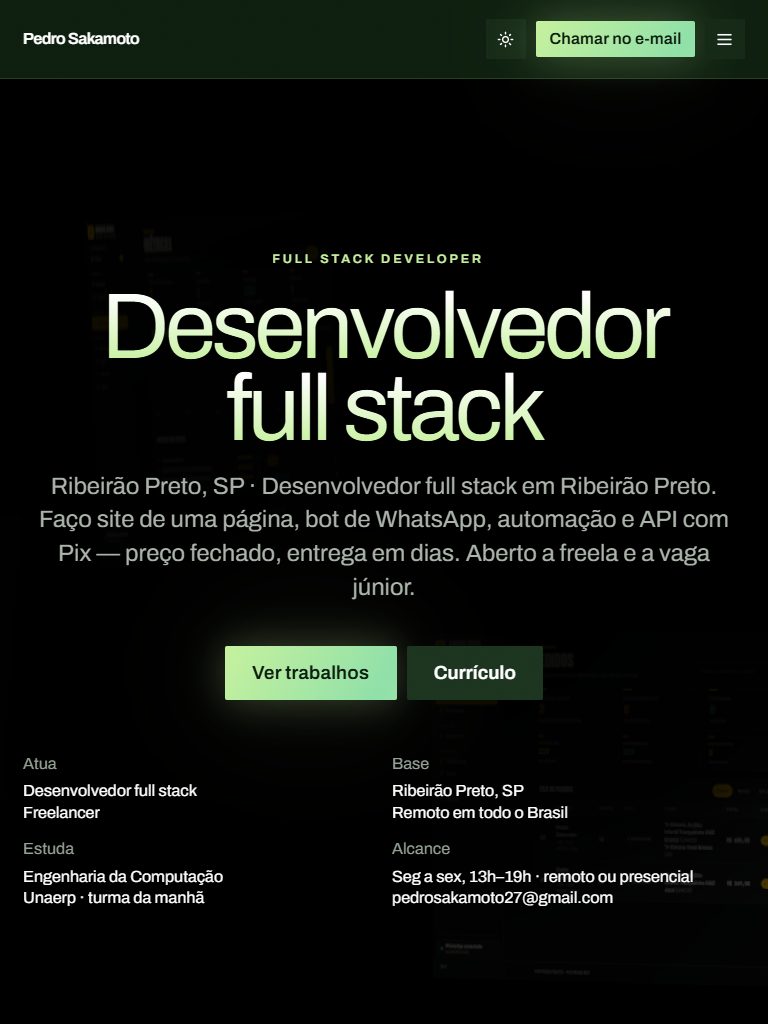 Pedro Sakamoto
Chamar no e-mail
FULL STACK DEVELOPER
Desenvolvedor
full stack
Ribeirão Preto, SP · Desenvolvedor full stack em Ribeirão Preto.
Faço site de uma página, bot de WhatsApp, automação e API com
Pix — preço fechado, entrega em dias. Aberto a freela e a vaga
júnior.
Ver trabalhos
Currículo
Atua
Desenvolvedor full stack
Freelancer
Base
Ribeirão Preto, SP
Remoto em todo o Brasil
Estuda
Engenharia da Computação
Unaerp · turma da manhã
Alcance
Seg a sex, 13h–19h · remoto ou presencial
pedrosakamoto27@gmail.com